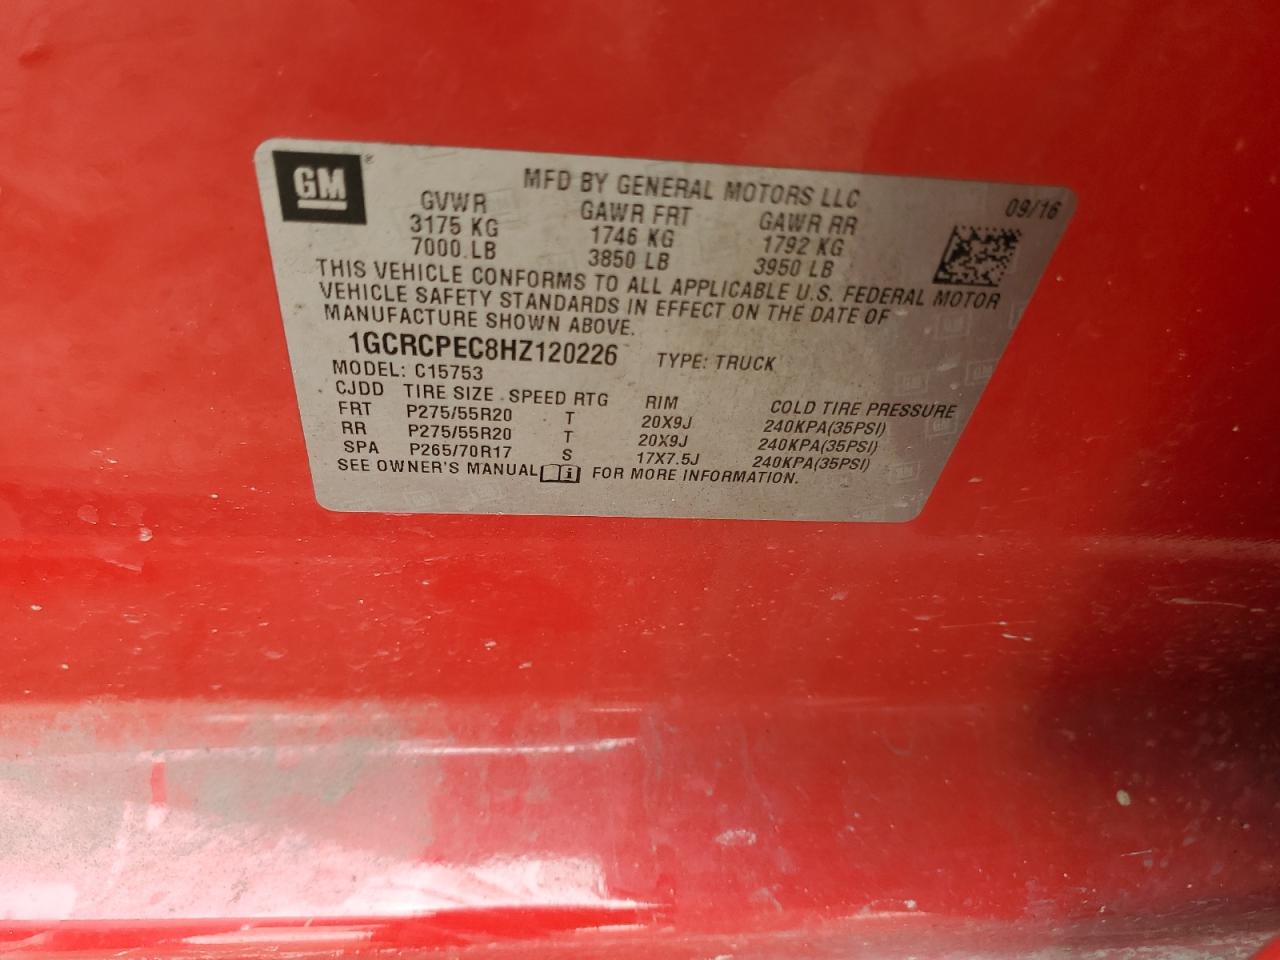 GM®
MFD BY GENERAL MOTORS LLC 09/16
GVWR GAWR FRT GAWR RR
3175 KG 1746 KG 1792 KG
7000 LB 3850 LB 3950 LB
THIS VEHICLE CONFORMS TO ALL APPLICABLE U.S. FEDERAL MOTOR
VEHICLE SAFETY STANDARDS IN EFFECT ON THE DATE OF
MANUFACTURE SHOWN ABOVE.
1GCRCPEC8HZ120226 TYPE: TRUCK
MODEL: C15753
CJDD TIRE SIZE SPEED RTG RIM COLD TIRE PRESSURE
FRT P275/55R20 T 20X9J 240KPA(35PSI)
RR P275/55R20 T 20X9J 240KPA(35PSI)
SPA P265/70R17 S 17X7.5J 240KPA(35PSI)
SEE OWNER'S MANUAL FOR MORE INFORMATION.